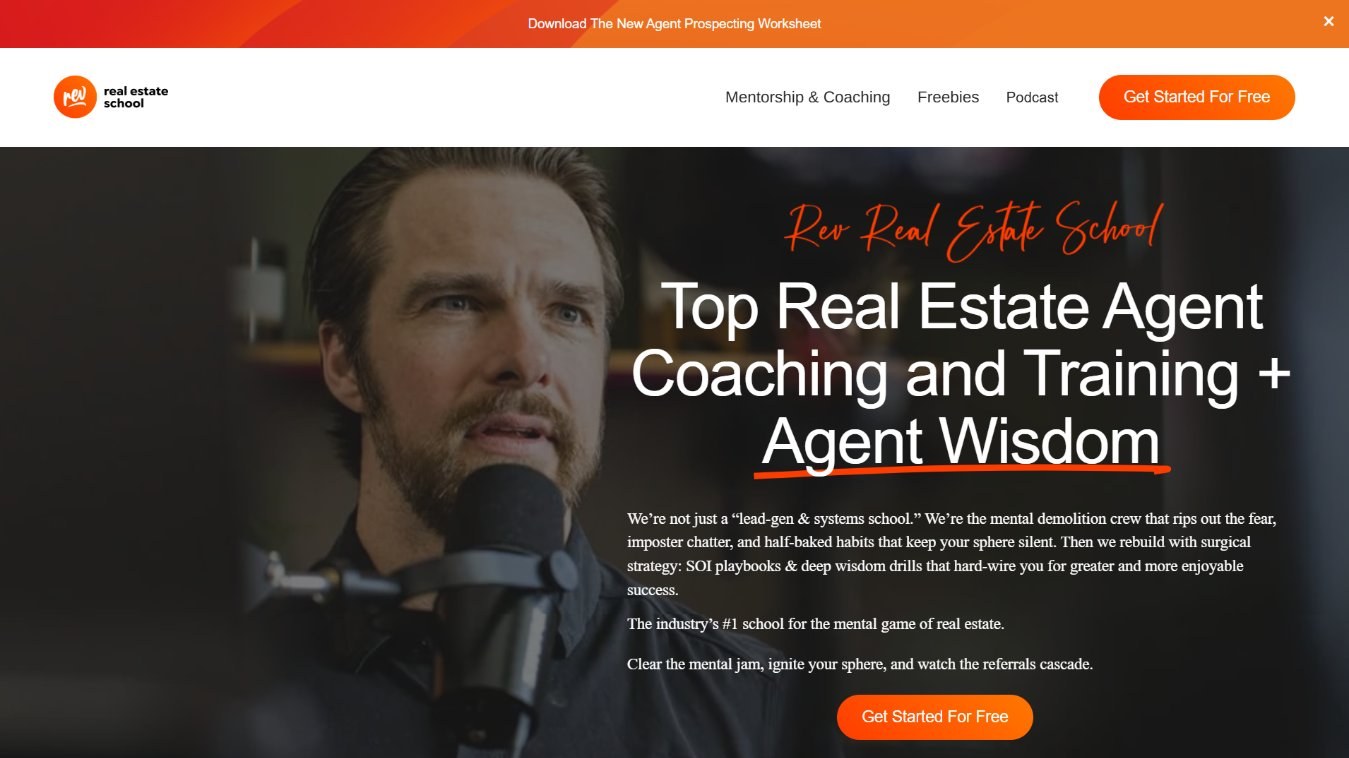 Download The New Agent Prospecting Worksheet
×
rev
real estate
school
Mentorship & Coaching
Freebies
Podcast
Get Started For Free
Rev Real Estate School
Top Real Estate Agent
Coaching and Training +
Agent Wisdom
We’re not just a “lead-gen & systems school.” We’re the mental demolition crew that rips out the fear,
imposter chatter, and half-baked habits that keep your sphere silent. Then we rebuild with surgical
strategy: SOI playbooks & deep wisdom drills that hard-wire you for greater and more enjoyable
success.
The industry’s #1 school for the mental game of real estate.
Clear the mental jam, ignite your sphere, and watch the referrals cascade.
Get Started For Free